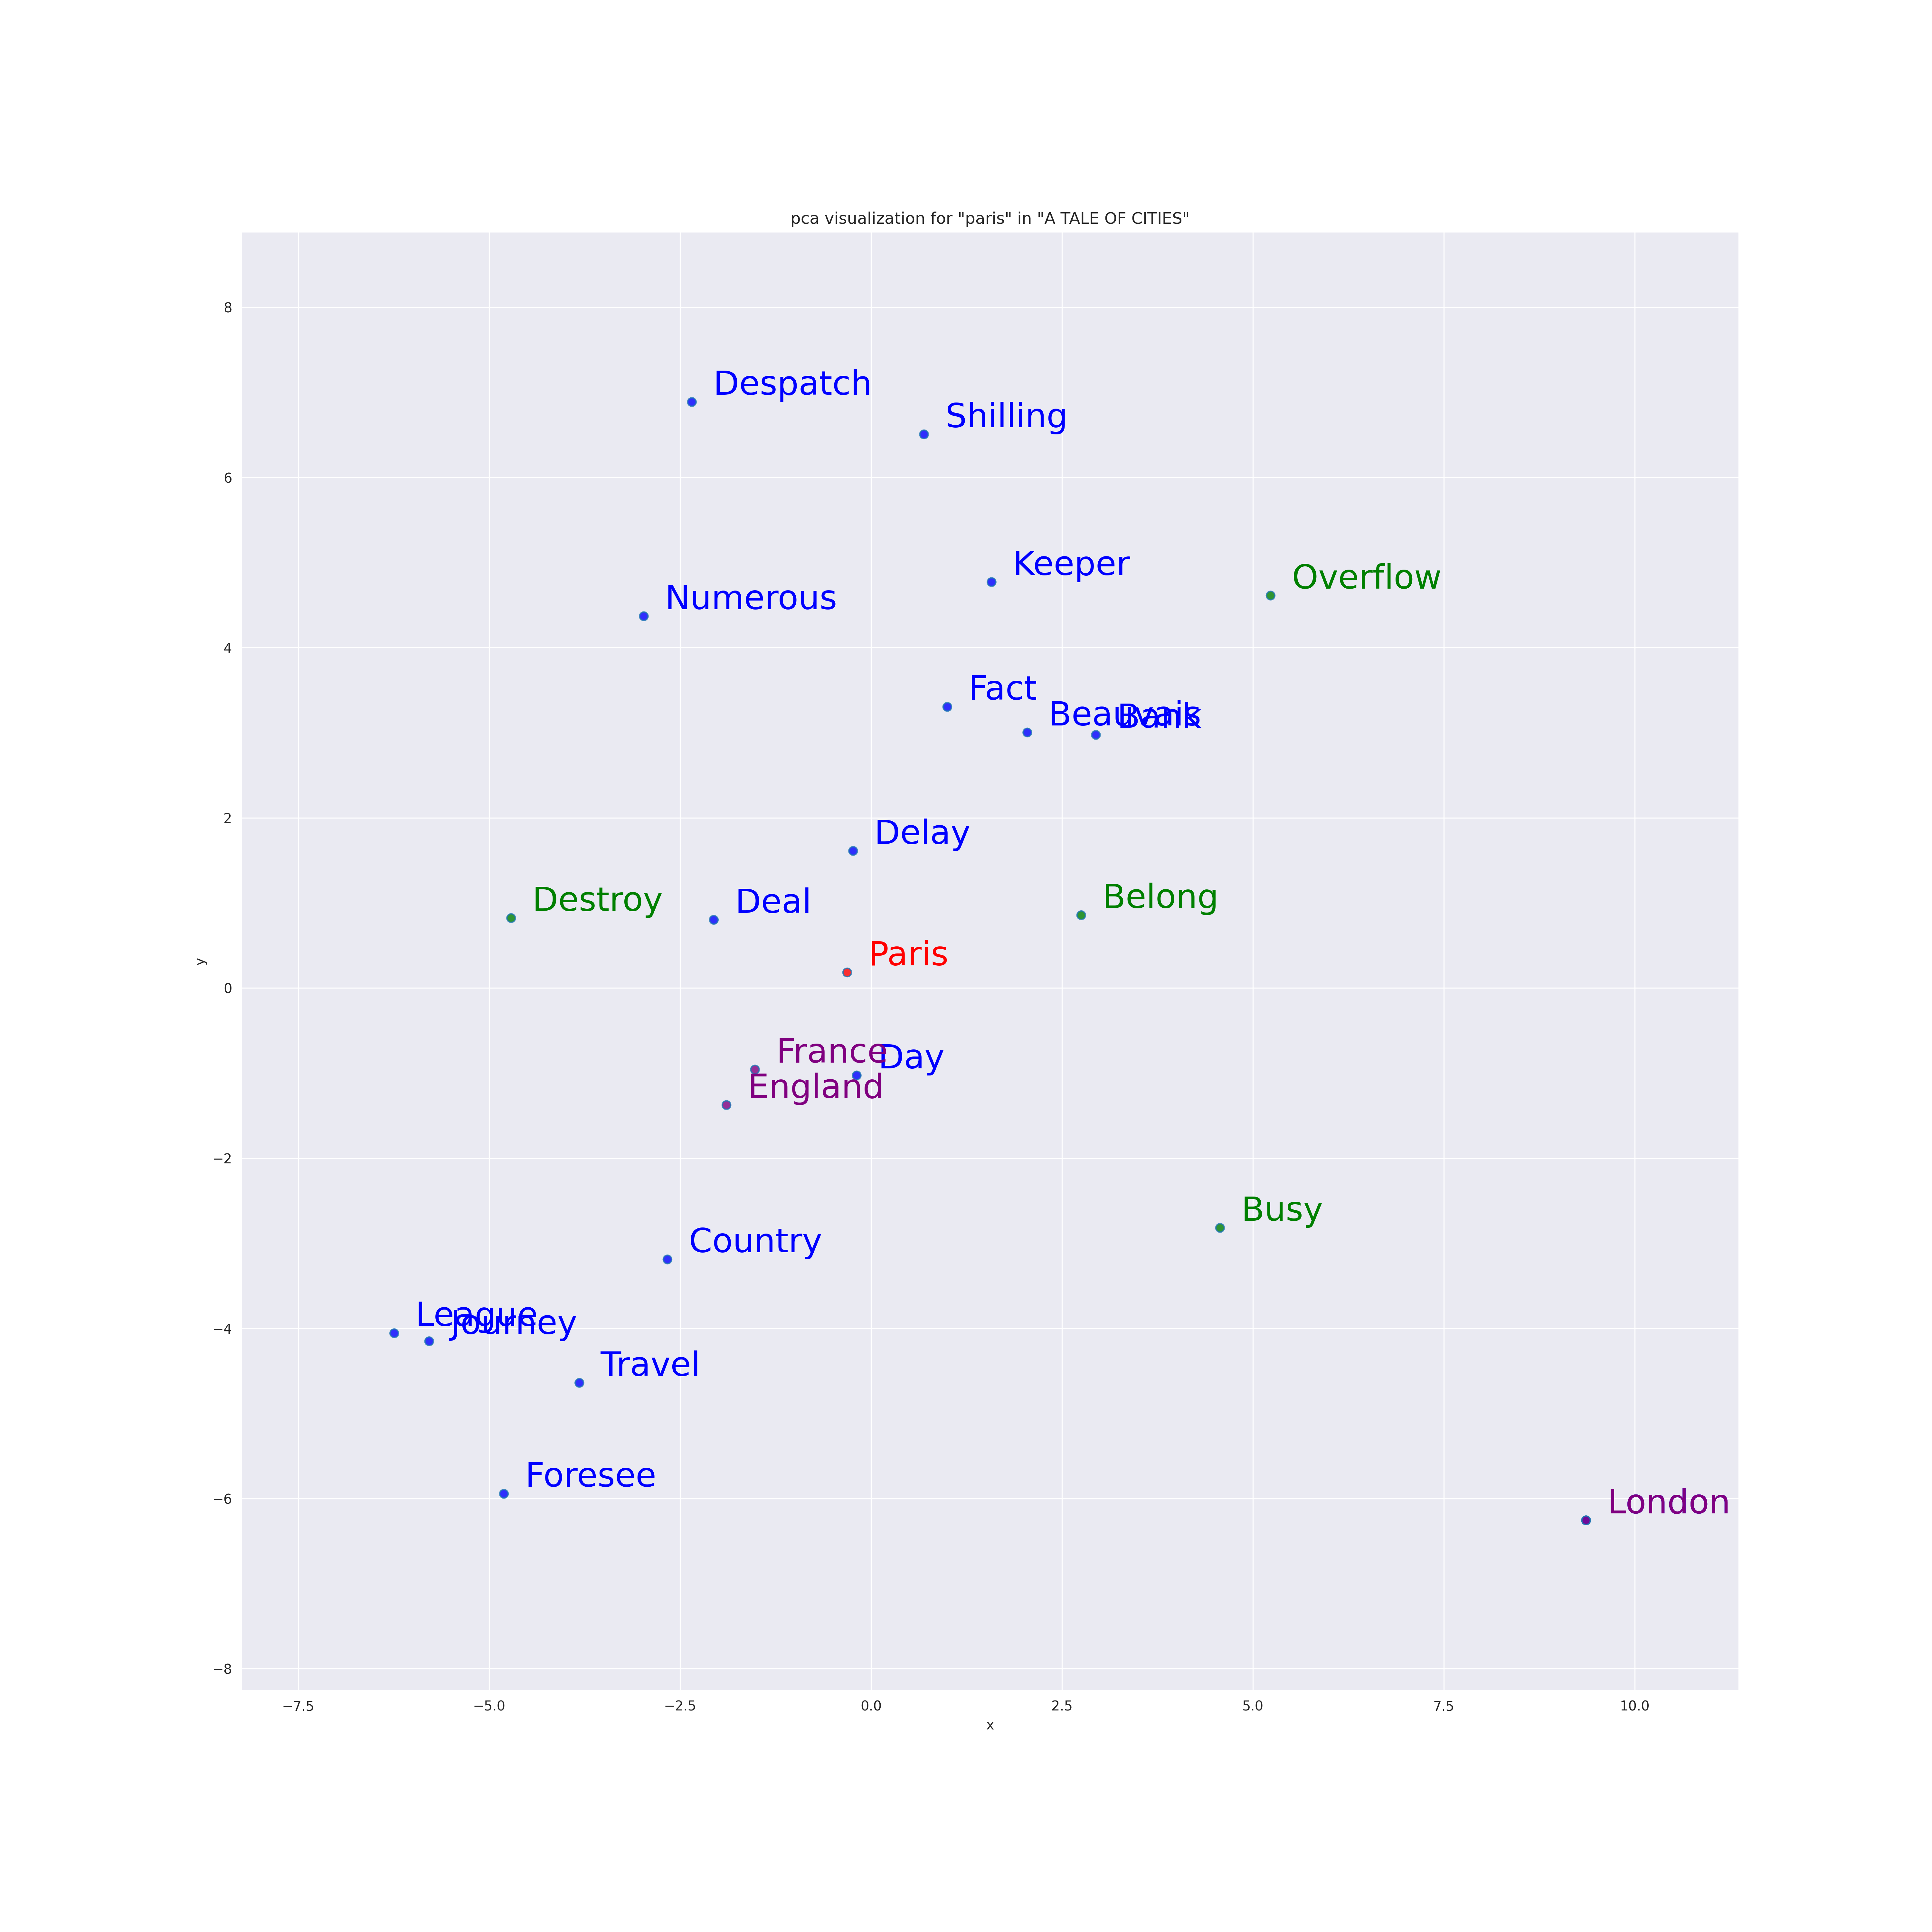 pca visualization for "paris" in "A TALE OF CITIES"
8
Despatch
Shilling
6
Keeper
Overflow
Numerous
4
Fact
Beauvais
Bank
2
Delay
Destroy
Deal
Belong
Paris
y
0
France
Day
England
−2
Busy
Country
League
Journey
−4
Travel
Foresee
−6
London
−8
−7.5 −5.0 −2.5 0.0 2.5 5.0 7.5 10.0
x